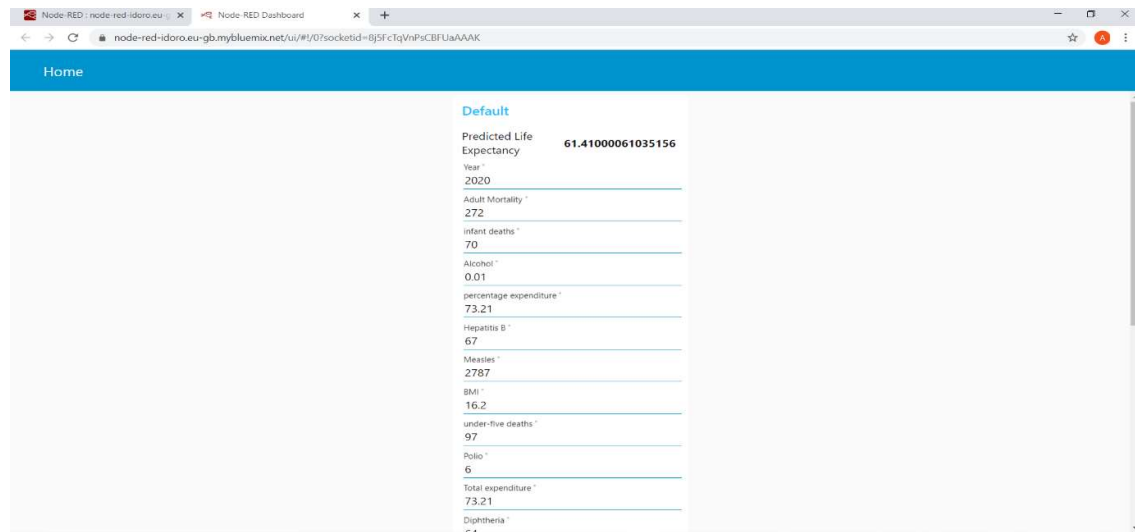 Node-RED : node-red-idoro.eu-g
Node-RED Dashboard
node-red-idoro.eu-gb.mybluemix.net/ui/#!/0?socketid=8j5FcTqVnPsCBFUaAAAK
A
Home
Default
Predicted Life
Expectancy
61.41000061035156
Year *
2020
Adult Mortality *
272
infant deaths *
70
Alcohol *
0.01
percentage expenditure *
73.21
Hepatitis B *
67
Measles *
2787
BMI *
16.2
under-five deaths *
97
Polio *
6
Total expenditure *
73.21
Diphtheria *